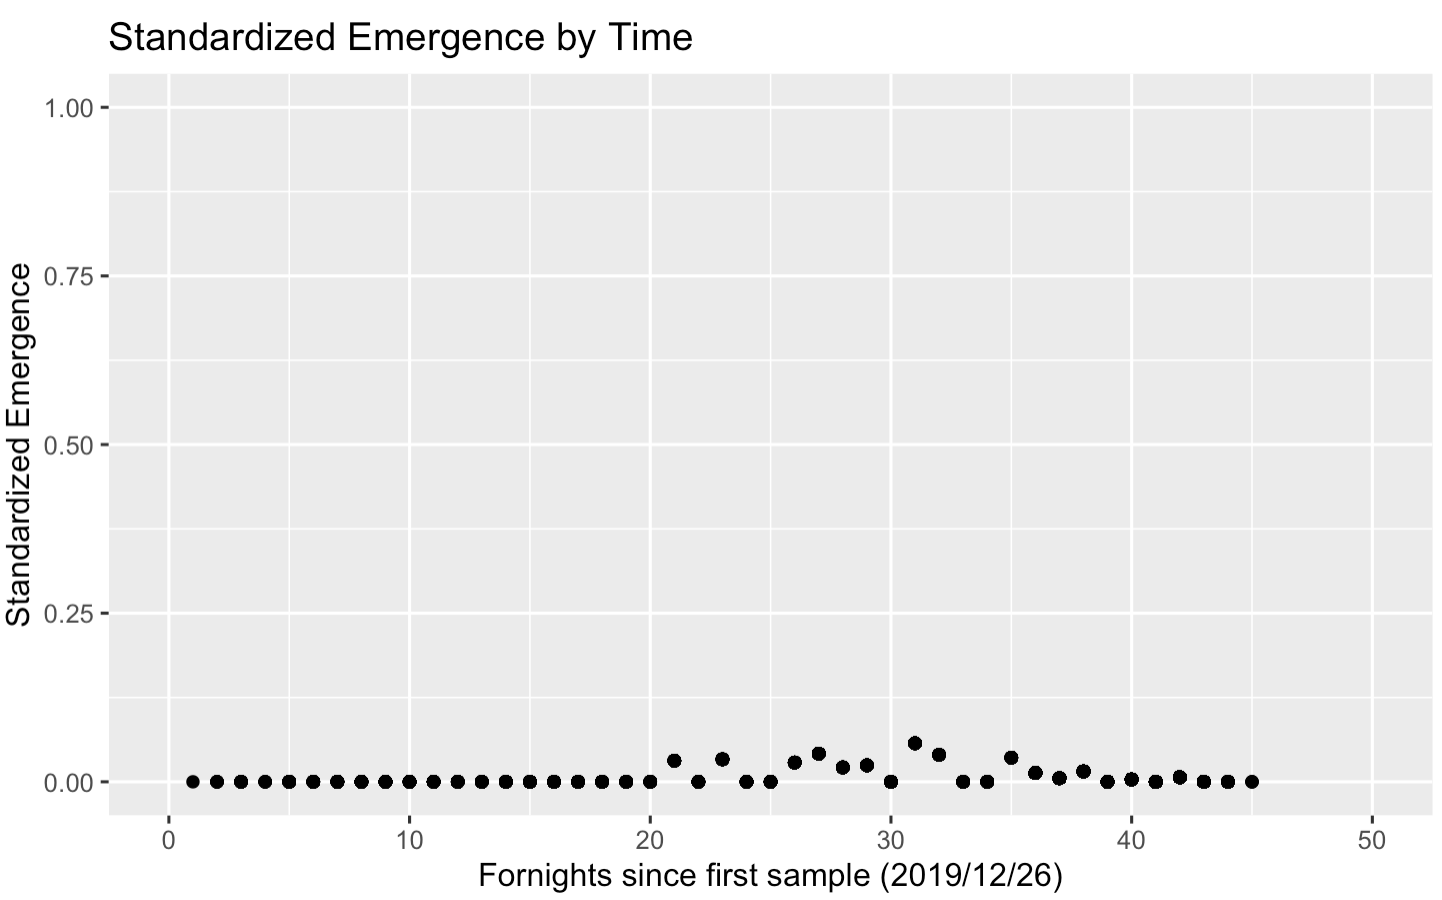 Standardized Emergence by Time
Standardized Emergence
1.00
0.75
0.50
0.25
0.00
0 10 20 30 40 50
Fornights since first sample (2019/12/26)